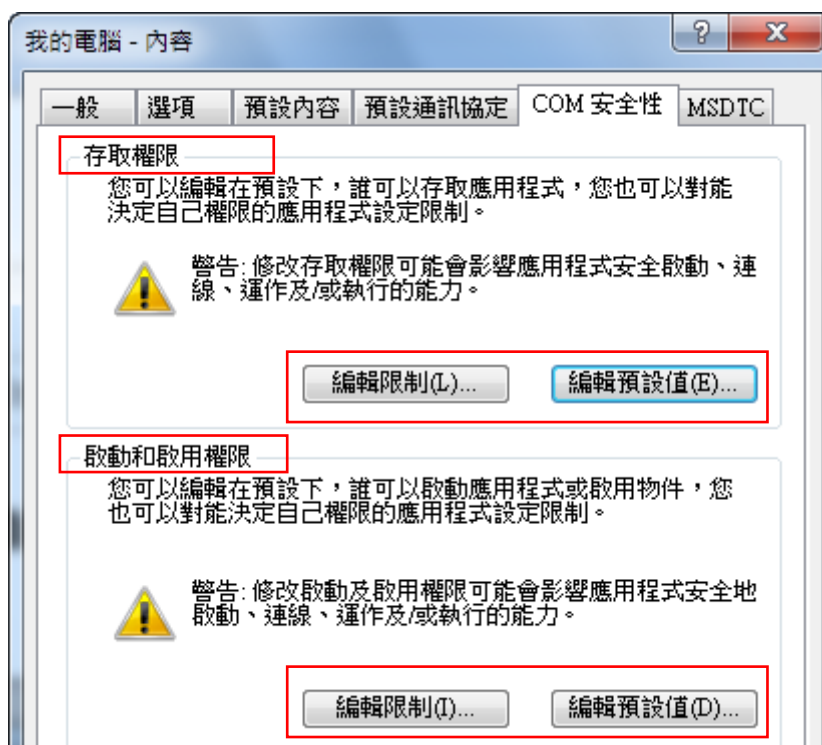 我的電腦 - 內容
一般 選項 預設內容 預設通訊協定 COM 安全性 MSDTC
存取權限
您可以編輯在預設下，誰可以存取應用程式，您也可以對能
決定自己權限的應用程式設定限制。
警告: 修改存取權限可能會影響應用程式安全啟動、連
線、運作及/或執行的能力。
編輯限制(L)... 編輯預設值(E)...
啟動和啟用權限
您可以編輯在預設下，誰可以啟動應用程式或啟用物件，您
也可以對能決定自己權限的應用程式設定限制。
警告: 修改啟動及啟用權限可能會影響應用程式安全地
啟動、連線、運作及/或執行的能力。
編輯限制(I)... 編輯預設值(D)...